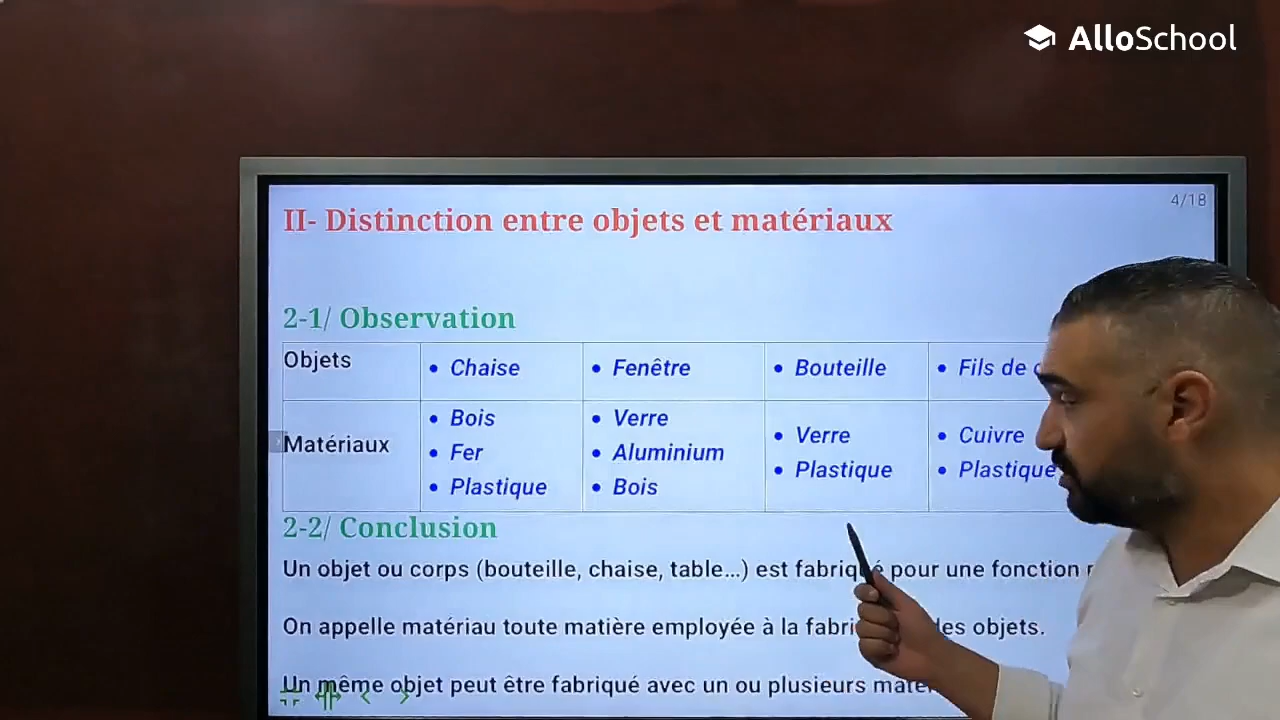 AlloSchool
4/18
II- Distinction entre objets et matériaux
2-1/ Observation
Objets
• Chaise
• Fenêtre
• Bouteille
• Fils de
Matériaux
• Bois
• Fer
• Plastique
• Verre
• Aluminium
• Bois
• Verre
• Plastique
• Cuivre
• Plastique
2-2/ Conclusion
Un objet ou corps (bouteille, chaise, table...) est fabriqué pour une fonction
On appelle matériau toute matière employée à la des objets.
Un même objet peut être fabriqué avec un ou plusieurs